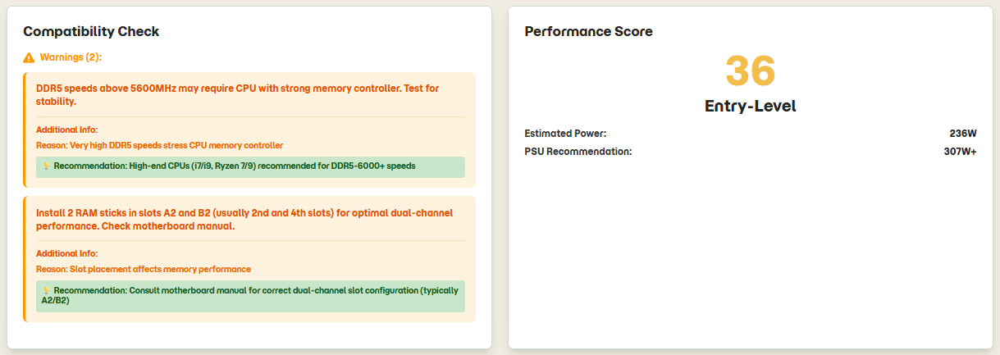 Compatibility Check
Warnings (2):
DDR5 speeds above 5600MHz may require CPU with strong memory controller. Test for
stability.
Additional Info:
Reason: Very high DDR5 speeds stress CPU memory controller
💡 Recommendation: High-end CPUs (i7/i9, Ryzen 7/9) recommended for DDR5-6000+ speeds
Install 2 RAM sticks in slots A2 and B2 (usually 2nd and 4th slots) for optimal dual-channel
performance. Check motherboard manual.
Additional Info:
Reason: Slot placement affects memory performance
💡 Recommendation: Consult motherboard manual for correct dual-channel slot configuration (typically
A2/B2)
Performance Score
36
Entry-Level
Estimated Power: 236W
PSU Recommendation: 307W+